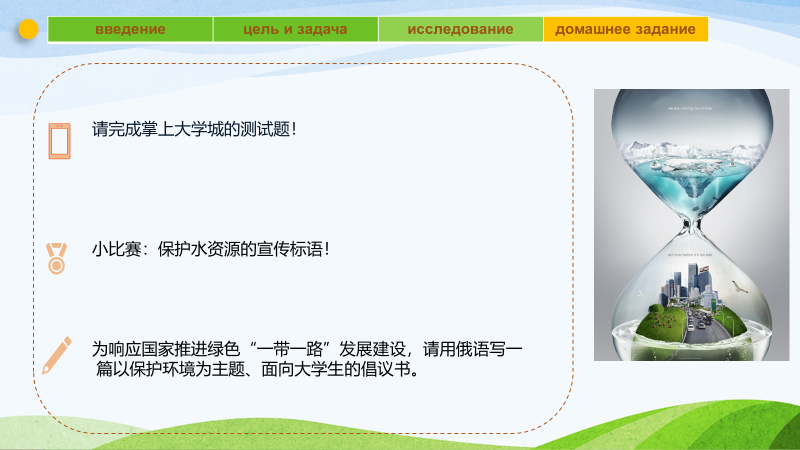 введение
цель и задача
исследование
домашнее задание
请完成掌上大学城的测试题！
小比赛：保护水资源的宣传标语！
为响应国家推进绿色“一带一路”发展建设，请用俄语写一
篇以保护环境为主题、面向大学生的倡议书。